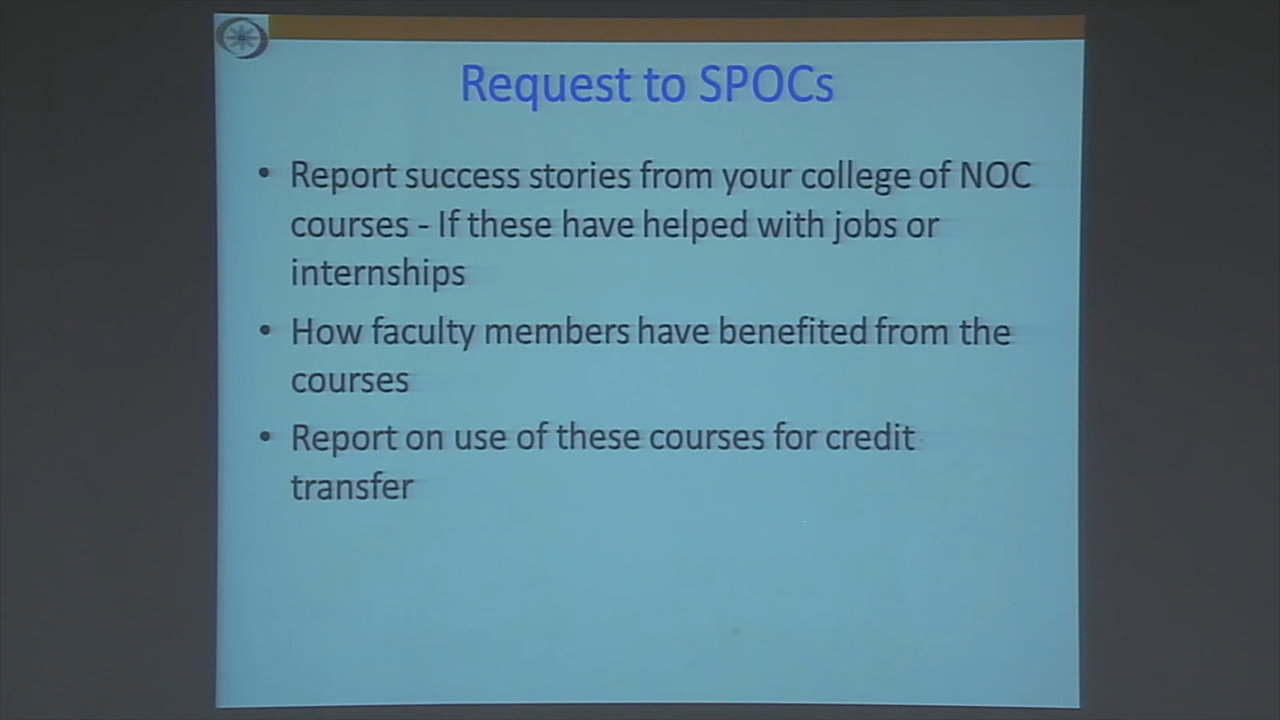 Request to SPOCs
• Report success stories from your college of NOC
courses - If these have helped with jobs or
internships
• How faculty members have benefited from the
courses
• Report on use of these courses for credit
transfer